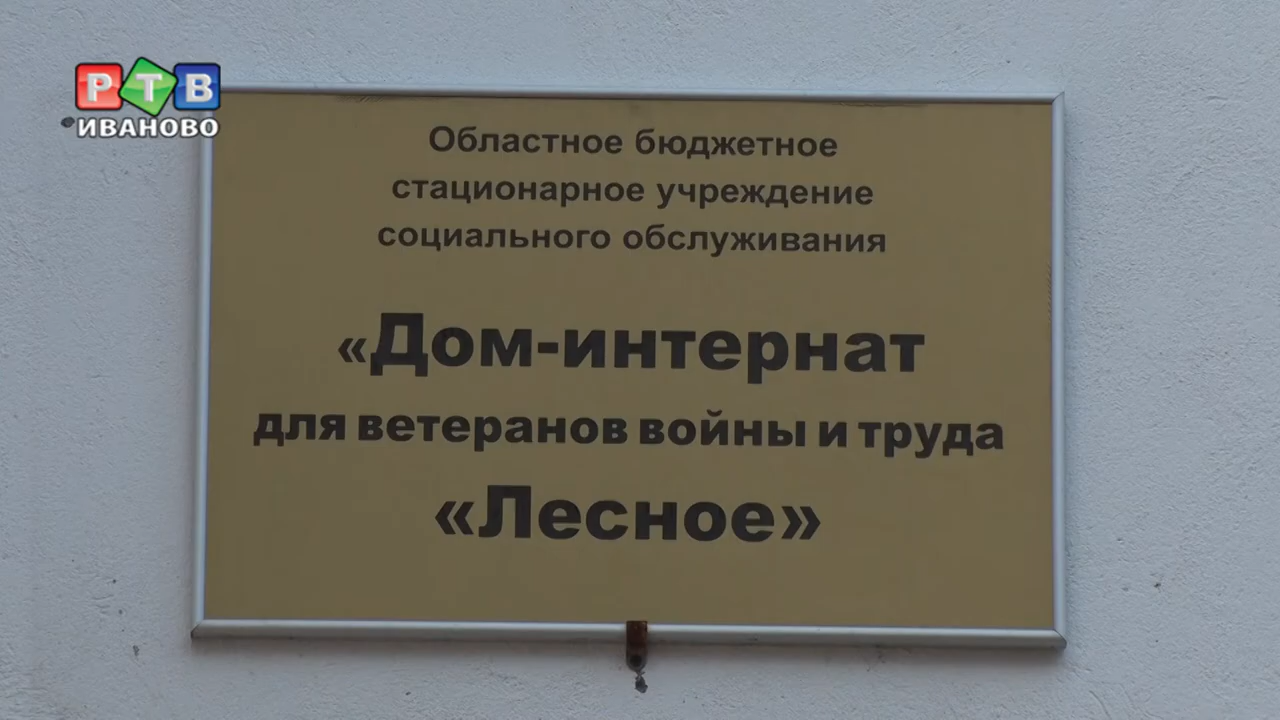 РТВ
ИВАНОВО
Областное бюджетное
стационарное учреждение
социального обслуживания
«Дом-интернат
для ветеранов войны и труда
«Лесное»